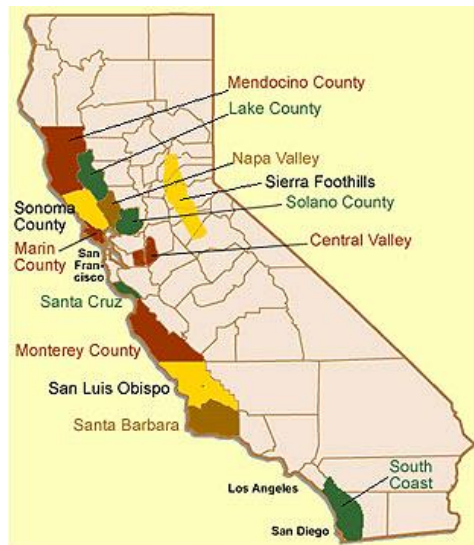 Mendocino County
Lake County
Napa Valley
Sierra Foothills
Sonoma
County
Solano County
Marin
County
San
Fran-
cisco
Central Valley
Santa Cruz
Monterey County
San Luis Obispo
Santa Barbara
South
Coast
Los Angeles
San Diego